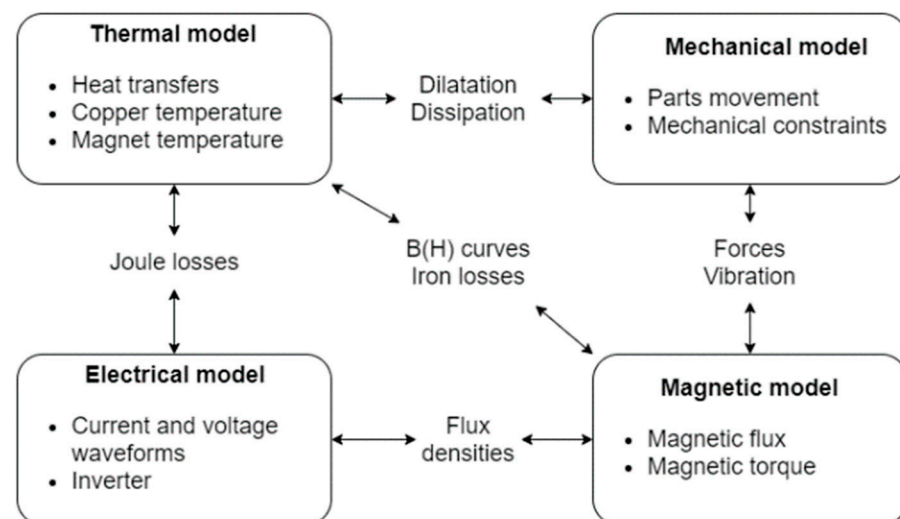 Thermal model
• Heat transfers
• Copper temperature
• Magnet temperature
Dilatation
Dissipation
Mechanical model
• Parts movement
• Mechanical constraints
Joule losses
B(H) curves
Iron losses
Forces
Vibration
Electrical model
• Current and voltage
waveforms
• Inverter
Flux
densities
Magnetic model
• Magnetic flux
• Magnetic torque